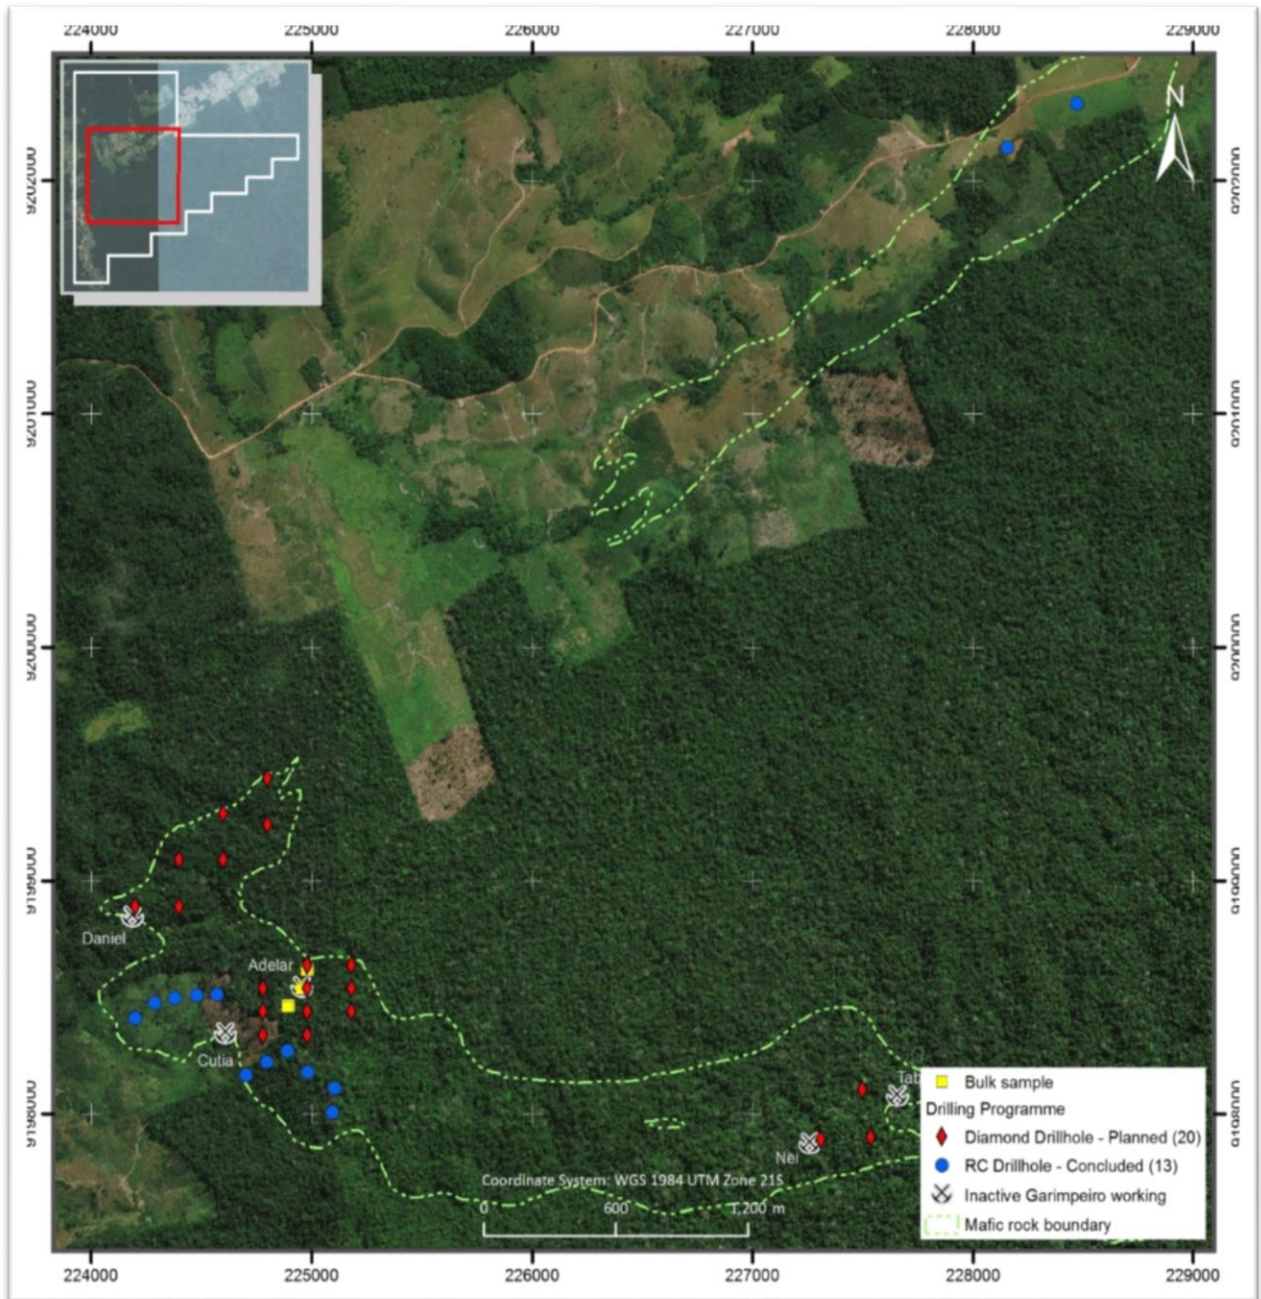 224000 225000 226000 227000 228000 229000
N
Daniel
Adelar
Cutia
Tab
Nei
Bulk sample
Drilling Programme
Diamond Drillhole - Planned (20)
RC Drillhole - Concluded (13)
Inactive Garimpeiro working
Mafic rock boundary
Coordinate System: WGS 1984 UTM Zone 21S
0 600 1,200 m
224000 225000 226000 227000 228000 229000